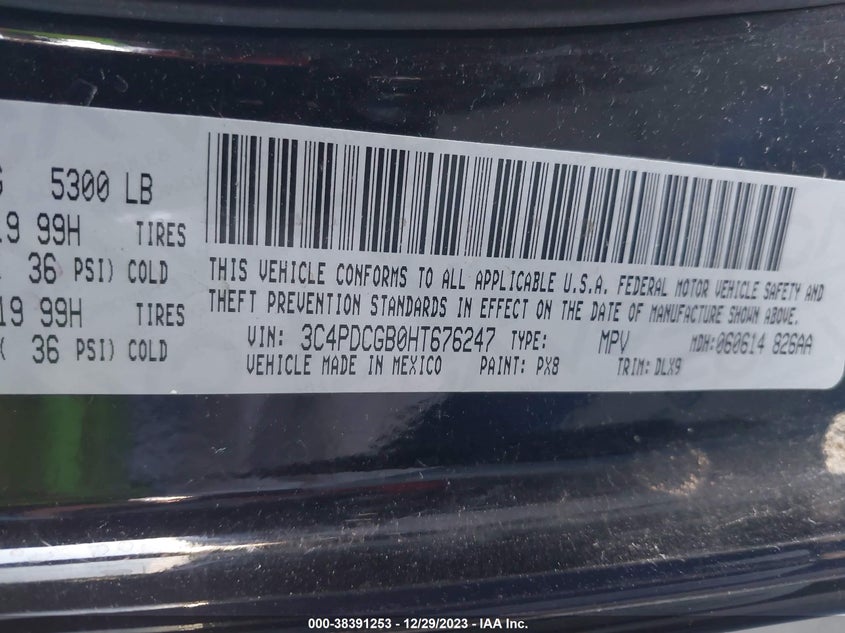 G 5300 LB
19 99H TIRES
36 PSI) COLD
19 99H TIRES
( 36 PSI) COLD
THIS VEHICLE CONFORMS TO ALL APPLICABLE U.S.A. FEDERAL MOTOR VEHICLE SAFETY AND
THEFT PREVENTION STANDARDS IN EFFECT ON THE DATE OF MANUFACTURE SHOWN ABOVE.
VIN: 3C4PDCGB0HT676247 TYPE: MPV MDH:060614 826AA
VEHICLE MADE IN MEXICO PAINT: PX8 TRIM: DLX9
000-38391253 - 12/29/2023 - IAA Inc.